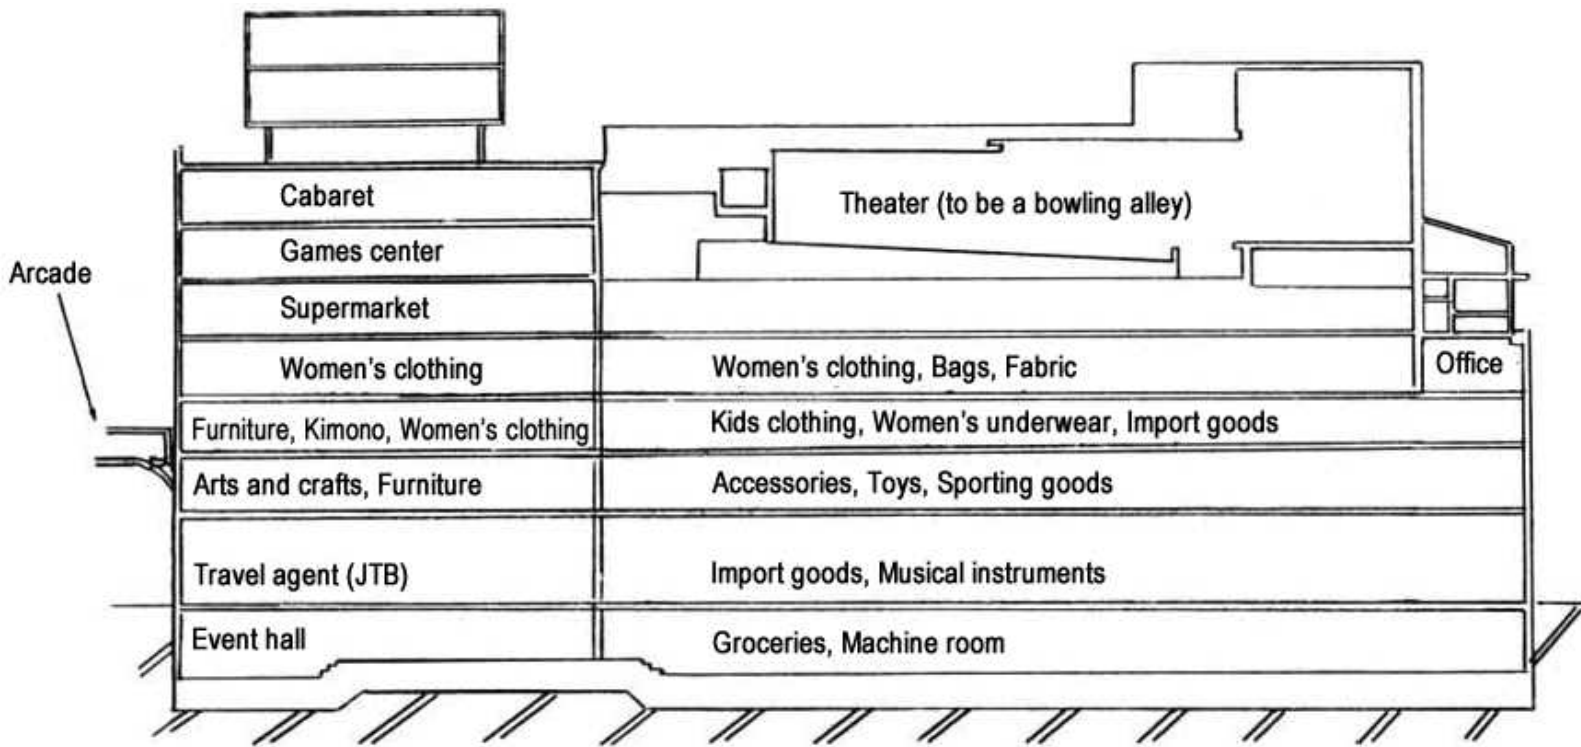 Cabaret
Theater (to be a bowling alley)
Games center
Arcade
Supermarket
Women's clothing
Women's clothing, Bags, Fabric
Office
Furniture, Kimono, Women's clothing
Kids clothing, Women's underwear, Import goods
Arts and crafts, Furniture
Accessories, Toys, Sporting goods
Travel agent (JTB)
Import goods, Musical instruments
Event hall
Groceries, Machine room